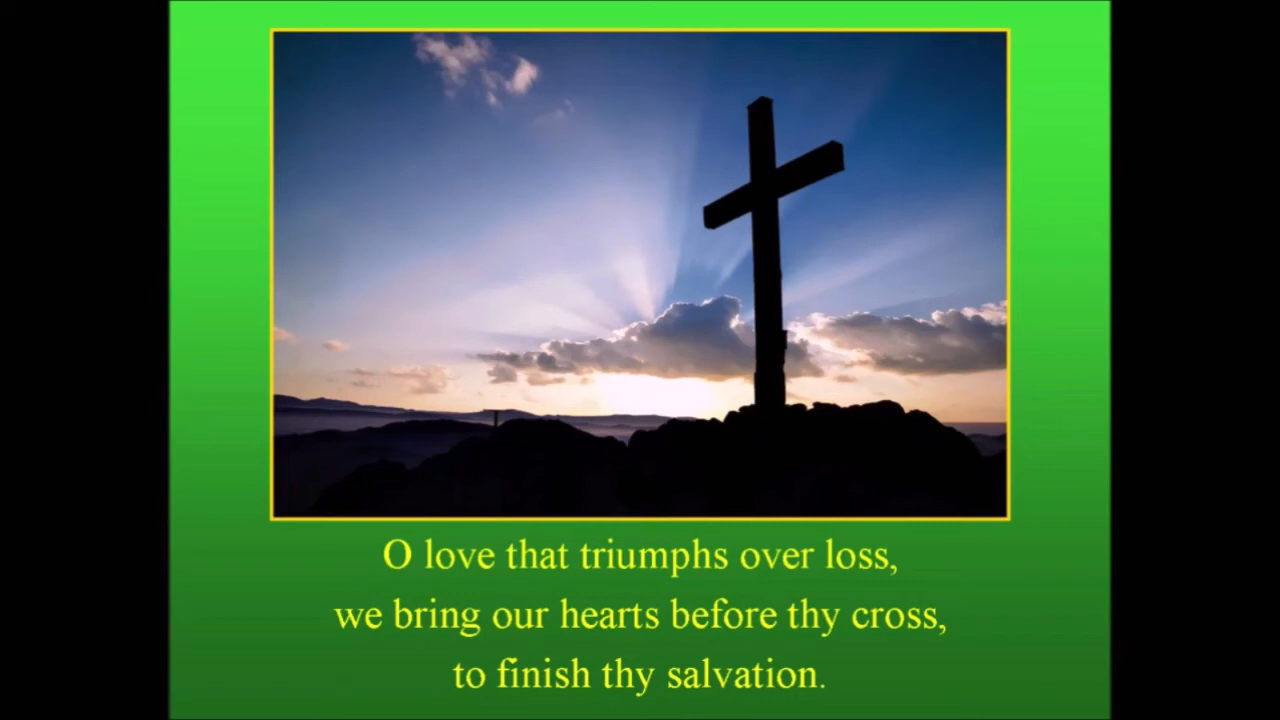 O love that triumphs over loss,
we bring our hearts before thy cross,
to finish thy salvation.